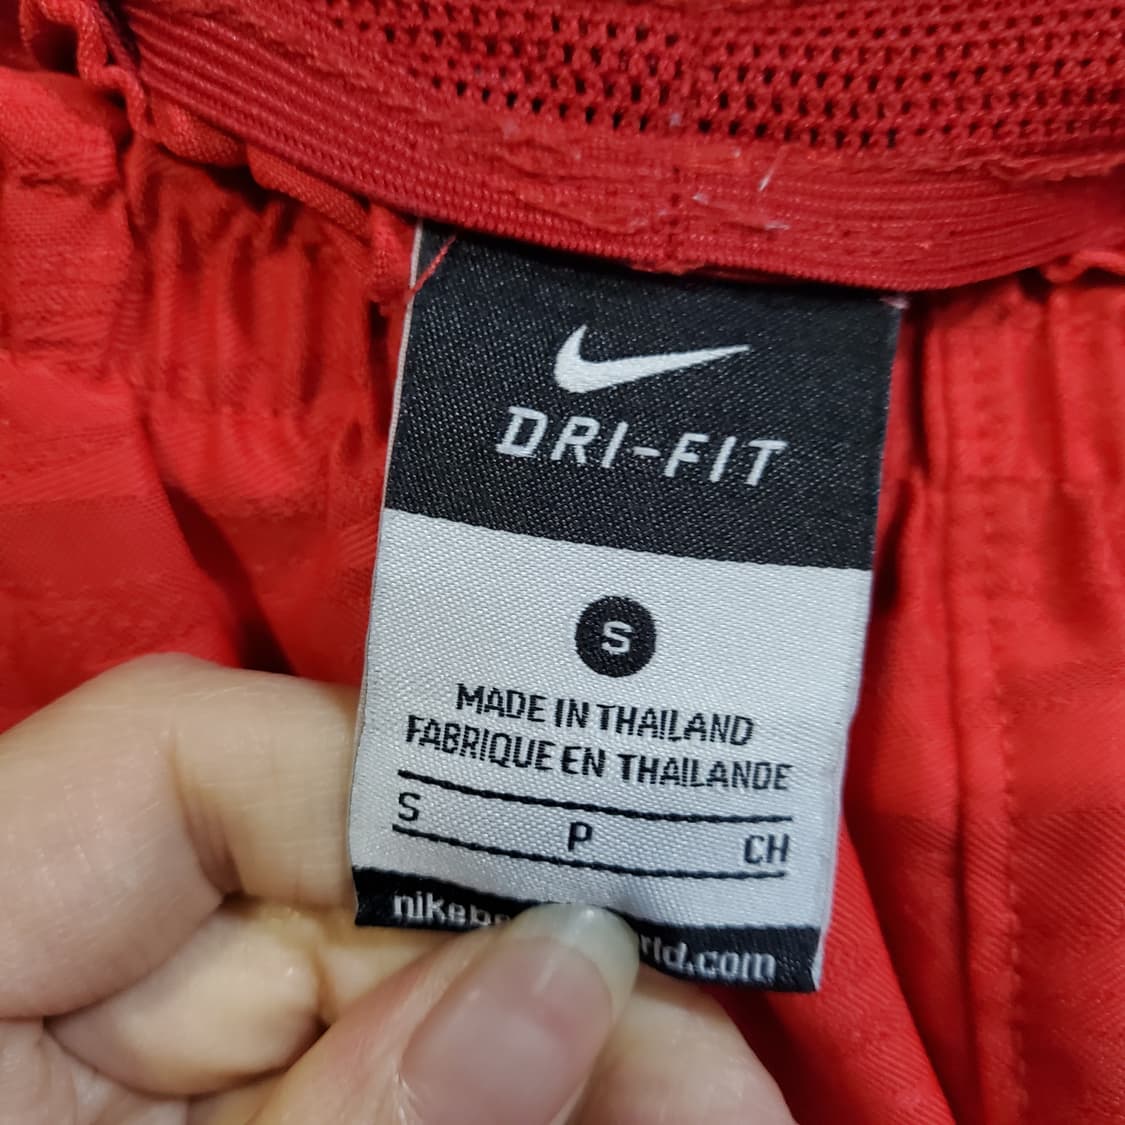 DRI-FIT
S
MADE IN THAILAND
FABRIQUE EN THAILANDE
S P CH